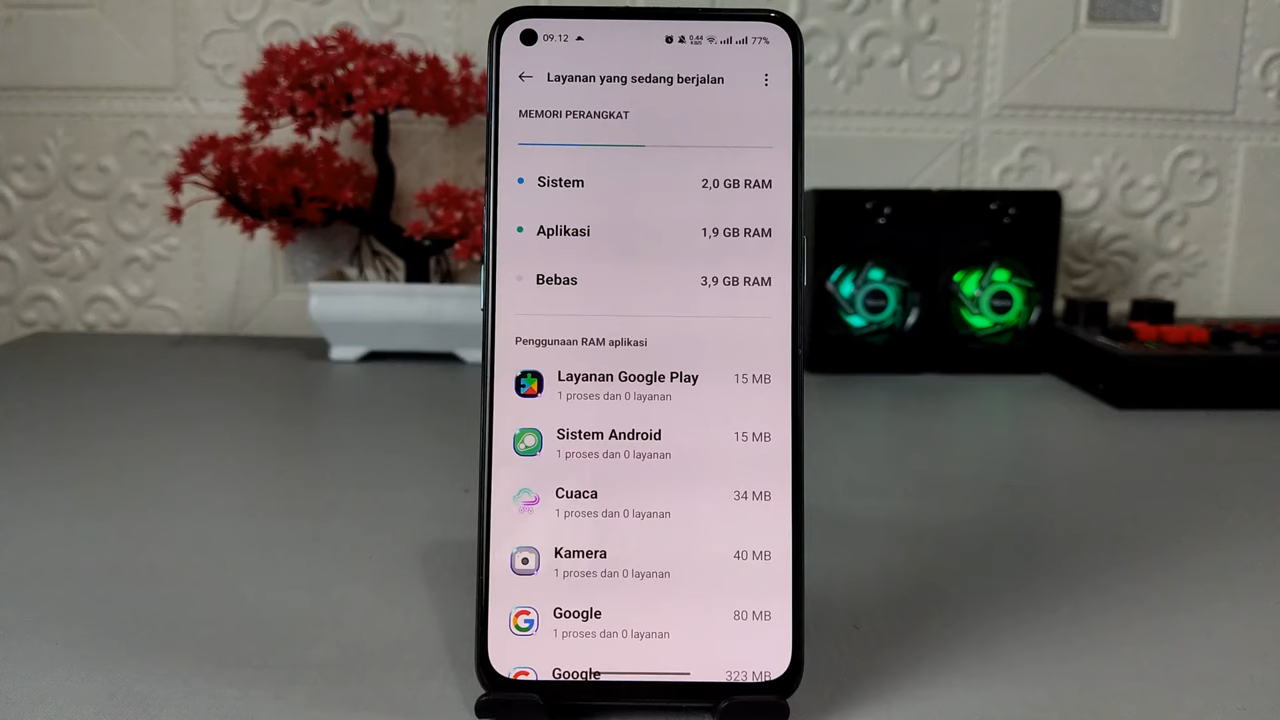 09.12 0.44 KB/S 77%
Layanan yang sedang berjalan
MEMORI PERANGKAT
Sistem 2,0 GB RAM
Aplikasi 1,9 GB RAM
Bebas 3,9 GB RAM
Penggunaan RAM aplikasi
Layanan Google Play 15 MB
1 proses dan 0 layanan
Sistem Android 15 MB
1 proses dan 0 layanan
Cuaca 34 MB
1 proses dan 0 layanan
Kamera 40 MB
1 proses dan 0 layanan
Google 80 MB
1 proses dan 0 layanan
Google 323 MB